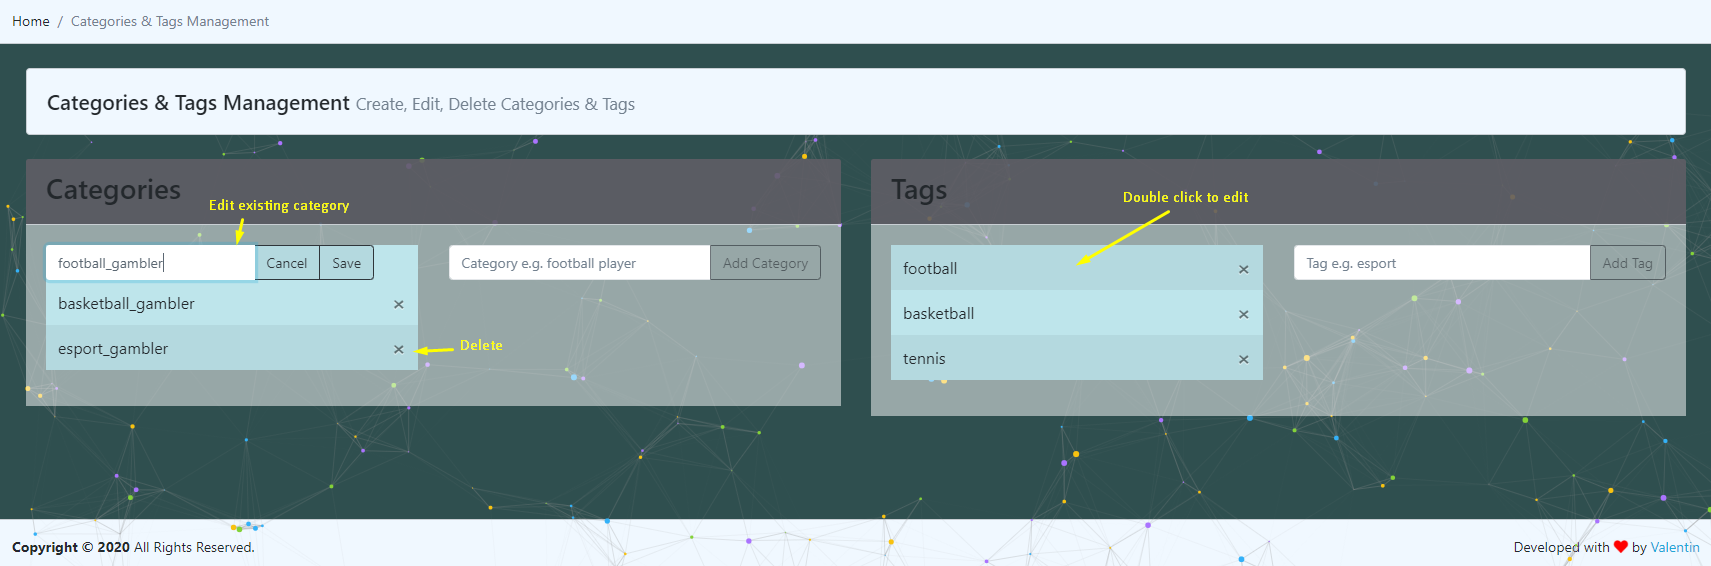 Home / Categories & Tags Management
Categories & Tags Management Create, Edit, Delete Categories & Tags
Categories
Edit existing category
football_gambler Cancel Save
Category e.g. football player Add Category
basketball_gambler ×
esport_gambler ×
Delete
Tags
Double click to edit
football ×
Tag e.g. esport Add Tag
basketball ×
tennis ×
Copyright © 2020 All Rights Reserved.
Developed with ❤ by Valentin